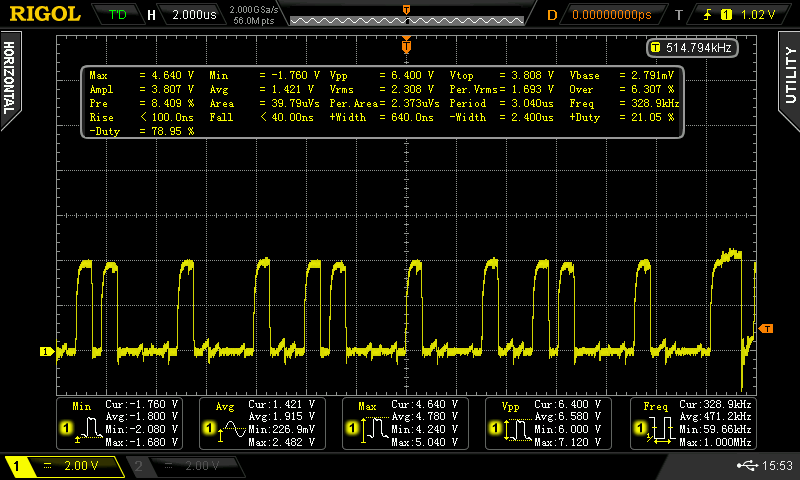 RIGOL T'D H 2.000us 2.000GSa/s D 0.00000000ps T 1 1.02 V
56.0M pts
T
HORIZONTAL
UTILITY
T 514.794kHz
Max = 4.640 V Min = -1.760 V Vpp = 6.400 V Vtop = 3.808 V Vbase = 2.791mV
Ampl = 3.807 V Avg = 1.421 V Vrms = 2.308 V Per.Vrms= 1.693 V Over = 6.307 %
Pre = 8.409 % Area = 39.79uVs Per.Area= 2.373uVs Period = 3.040us Freq = 328.9kHz
Rise < 100.0ns Fall < 40.00ns +Width = 640.0ns -Width = 2.400us +Duty = 21.05 %
-Duty = 78.95 %
T
1
Min Cur:-1.760 V
Avg:-1.800 V
1 Min:-2.080 V
Max:-1.680 V
Avg Cur:1.421 V
Avg:1.915 V
1 Min:226.9mV
Max:2.482 V
Max Cur:4.640 V
Avg:4.780 V
1 Min:4.240 V
Max:5.040 V
Vpp Cur:6.400 V
Avg:6.580 V
1 Min:6.000 V
Max:7.120 V
Freq Cur:328.9kHz
Avg:471.2kHz
1 Min:59.66kHz
Max:1.000MHz
1 2.00 V 2 2.00 V 15:53